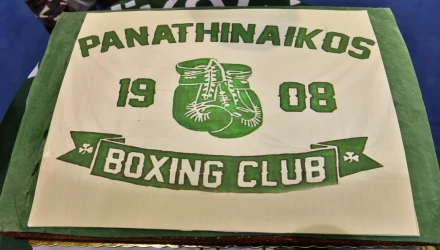 PANATHINAIKOS
19 08
BOXING CLUB